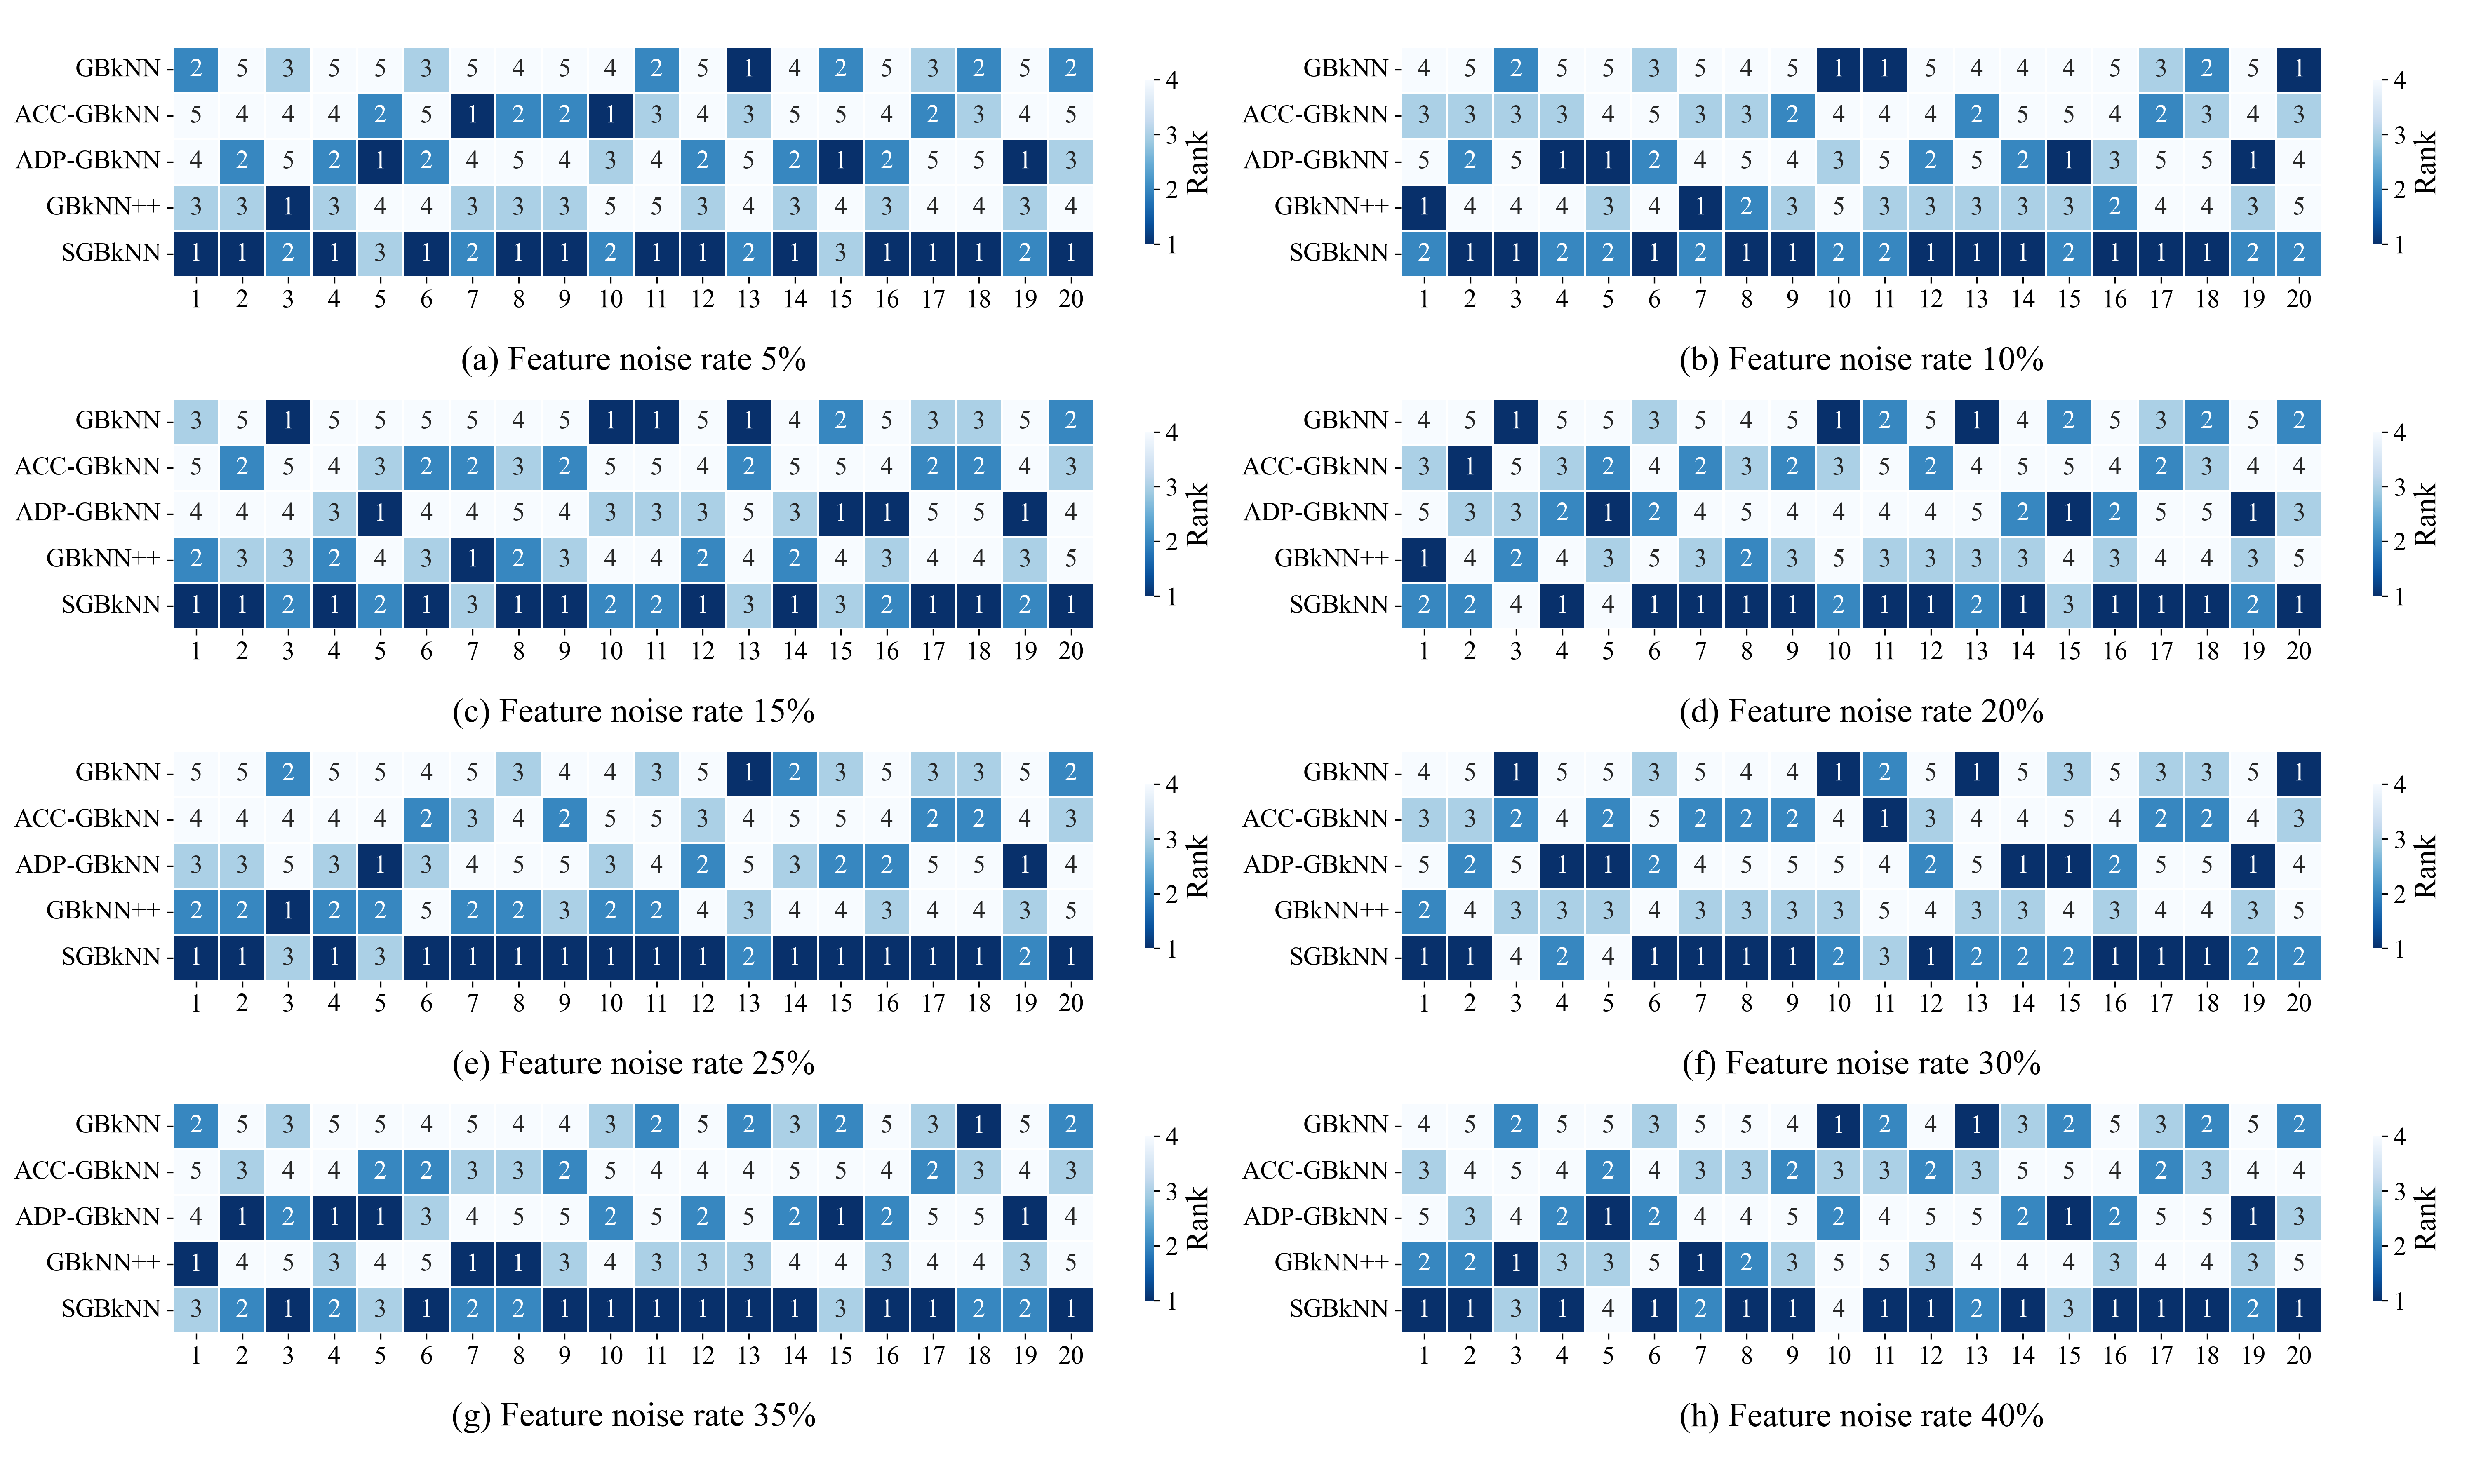 GBkNN 2 5 3 5 5 3 5 4 5 4 2 5 1 4 2 5 3 2 5 2
ACC-GBkNN 5 4 4 4 2 5 1 2 2 1 3 4 3 5 5 4 2 3 4 5
ADP-GBkNN 4 2 5 2 1 2 4 5 4 3 4 2 5 2 1 2 5 5 1 3
GBkNN++ 3 3 1 3 4 4 3 3 3 5 5 3 4 3 4 3 4 4 3 4
SGBkNN 1 1 2 1 3 1 2 1 1 2 1 1 2 1 3 1 1 1 2 1
1 2 3 4 5 6 7 8 9 10 11 12 13 14 15 16 17 18 19 20
4
3
2
1
Rank
(a) Feature noise rate 5%
GBkNN 4 5 2 5 5 3 5 4 5 1 1 5 4 4 4 5 3 2 5 1
ACC-GBkNN 3 3 3 3 4 5 3 3 2 4 4 4 2 5 5 4 2 3 4 3
ADP-GBkNN 5 2 5 1 1 2 4 5 4 3 5 2 5 2 1 3 5 5 1 4
GBkNN++ 1 4 4 4 3 4 1 2 3 5 3 3 3 3 3 2 4 4 3 5
SGBkNN 2 1 1 2 2 1 2 1 1 2 2 1 1 1 2 1 1 1 2 2
1 2 3 4 5 6 7 8 9 10 11 12 13 14 15 16 17 18 19 20
4
3
2
1
Rank
(b) Feature noise rate 10%
GBkNN 3 5 1 5 5 5 5 4 5 1 1 5 1 4 2 5 3 3 5 2
ACC-GBkNN 5 2 5 4 3 2 2 3 2 5 5 4 2 5 5 4 2 2 4 3
ADP-GBkNN 4 4 4 3 1 4 4 5 4 3 3 3 5 3 1 1 5 5 1 4
GBkNN++ 2 3 3 2 4 3 1 2 3 4 4 2 4 2 4 3 4 4 3 5
SGBkNN 1 1 2 1 2 1 3 1 1 2 2 1 3 1 3 2 1 1 2 1
1 2 3 4 5 6 7 8 9 10 11 12 13 14 15 16 17 18 19 20
4
3
2
1
Rank
(c) Feature noise rate 15%
GBkNN 4 5 1 5 5 3 5 4 5 1 2 5 1 4 2 5 3 2 5 2
ACC-GBkNN 3 1 5 3 2 4 2 3 2 3 5 2 4 5 5 4 2 3 4 4
ADP-GBkNN 5 3 3 2 1 2 4 5 4 4 4 4 5 2 1 2 5 5 1 3
GBkNN++ 1 4 2 4 3 5 3 2 3 5 3 3 3 3 4 3 4 4 3 5
SGBkNN 2 2 4 1 4 1 1 1 1 2 1 1 2 1 3 1 1 1 2 1
1 2 3 4 5 6 7 8 9 10 11 12 13 14 15 16 17 18 19 20
4
3
2
1
Rank
(d) Feature noise rate 20%
GBkNN 5 5 2 5 5 4 5 3 4 4 3 5 1 2 3 5 3 3 5 2
ACC-GBkNN 4 4 4 4 4 2 3 4 2 5 5 3 4 5 5 4 2 2 4 3
ADP-GBkNN 3 3 5 3 1 3 4 5 5 3 4 2 5 3 2 2 5 5 1 4
GBkNN++ 2 2 1 2 2 5 2 2 3 2 2 4 3 4 4 3 4 4 3 5
SGBkNN 1 1 3 1 3 1 1 1 1 1 1 1 2 1 1 1 1 1 2 1
1 2 3 4 5 6 7 8 9 10 11 12 13 14 15 16 17 18 19 20
4
3
2
1
Rank
(e) Feature noise rate 25%
GBkNN 4 5 1 5 5 3 5 4 4 1 2 5 1 5 3 5 3 3 5 1
ACC-GBkNN 3 3 2 4 2 5 2 2 2 4 1 3 4 4 5 4 2 2 4 3
ADP-GBkNN 5 2 5 1 1 2 4 5 5 5 4 2 5 1 1 2 5 5 1 4
GBkNN++ 2 4 3 3 3 4 3 3 3 3 5 4 3 3 4 3 4 4 3 5
SGBkNN 1 1 4 2 4 1 1 1 1 2 3 1 2 2 2 1 1 1 2 2
1 2 3 4 5 6 7 8 9 10 11 12 13 14 15 16 17 18 19 20
4
3
2
1
Rank
(f) Feature noise rate 30%
GBkNN 2 5 3 5 5 4 5 4 4 3 2 5 2 3 2 5 3 1 5 2
ACC-GBkNN 5 3 4 4 2 2 3 3 2 5 4 4 4 5 5 4 2 3 4 3
ADP-GBkNN 4 1 2 1 1 3 4 5 5 2 5 2 5 2 1 2 5 5 1 4
GBkNN++ 1 4 5 3 4 5 1 1 3 4 3 3 3 4 4 3 4 4 3 5
SGBkNN 3 2 1 2 3 1 2 2 1 1 1 1 1 1 3 1 1 2 2 1
1 2 3 4 5 6 7 8 9 10 11 12 13 14 15 16 17 18 19 20
4
3
2
1
Rank
(g) Feature noise rate 35%
GBkNN 4 5 2 5 5 3 5 5 4 1 2 4 1 3 2 5 3 2 5 2
ACC-GBkNN 3 4 5 4 2 4 3 3 2 3 3 2 3 5 5 4 2 3 4 4
ADP-GBkNN 5 3 4 2 1 2 4 4 5 2 4 5 5 2 1 2 5 5 1 3
GBkNN++ 2 2 1 3 3 5 1 2 3 5 5 3 4 4 4 3 4 4 3 5
SGBkNN 1 1 3 1 4 1 2 1 1 4 1 1 2 1 3 1 1 1 2 1
1 2 3 4 5 6 7 8 9 10 11 12 13 14 15 16 17 18 19 20
4
3
2
1
Rank
(h) Feature noise rate 40%